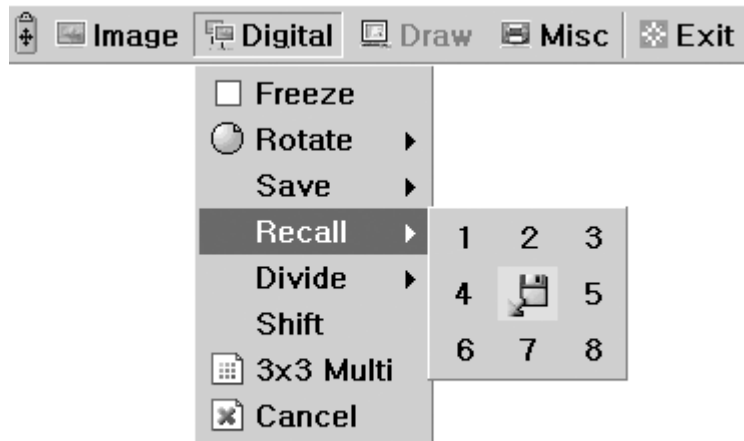 Image Digital Draw Misc Exit
Freeze
Rotate
Save
Recall
1 2 3
Divide
4 5
Shift
6 7 8
3x3 Multi
Cancel